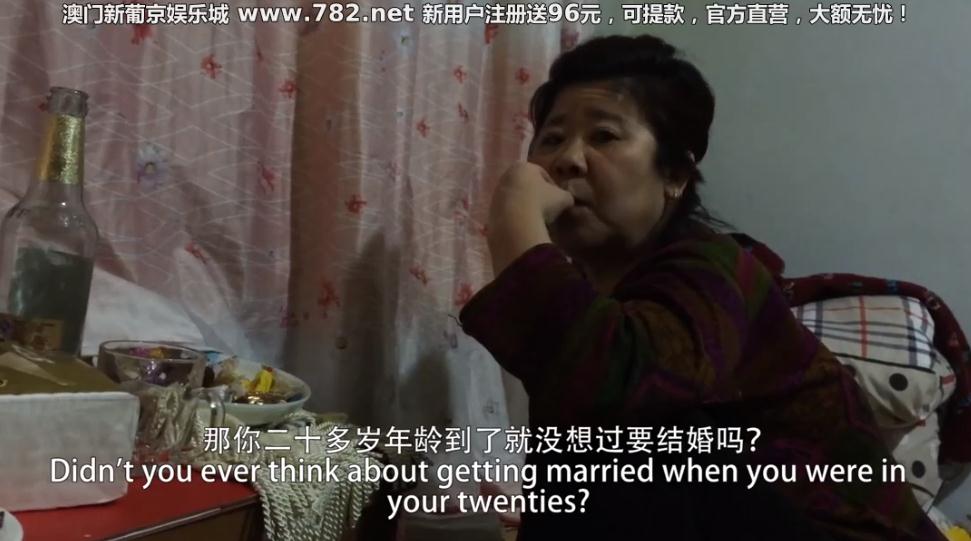 澳门新葡京娱乐城 www.782.net 新用户注册送96元，可提款，官方直营，大额无忧！
那你二十多岁年龄到了就没想过要结婚吗？
Didn't you ever think about getting married when you were in
your twenties?